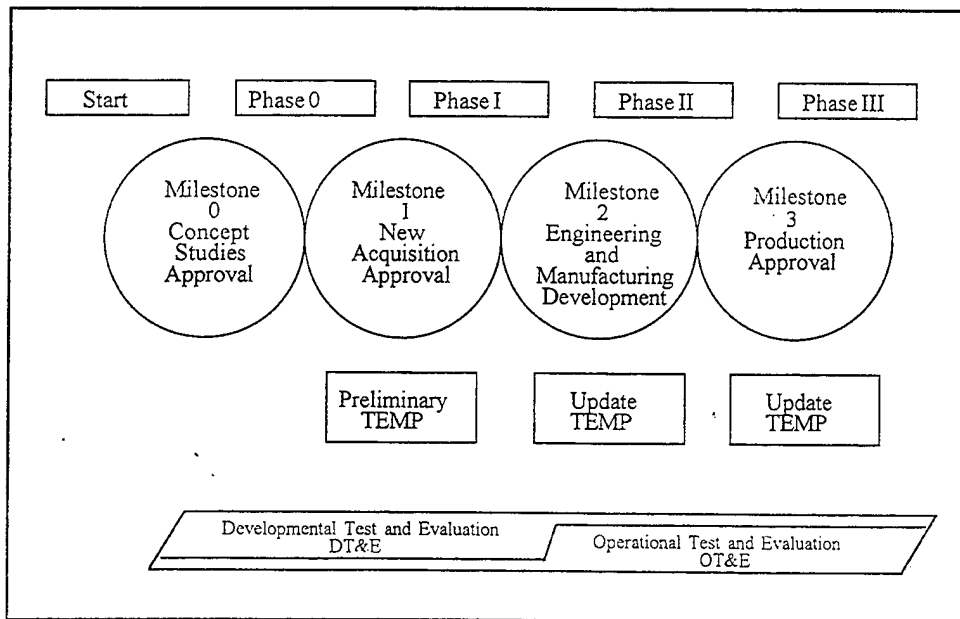 Start
Phase 0
Phase I
Phase II
Phase III
Milestone
0
Concept
Studies
Approval
Milestone
1
New
Acquisition
Approval
Milestone
2
Engineering
and
Manufacturing
Development
Milestone
3
Production
Approval
Preliminary
TEMP
Update
TEMP
Update
TEMP
Developmental Test and Evaluation
DT&E
Operational Test and Evaluation
OT&E